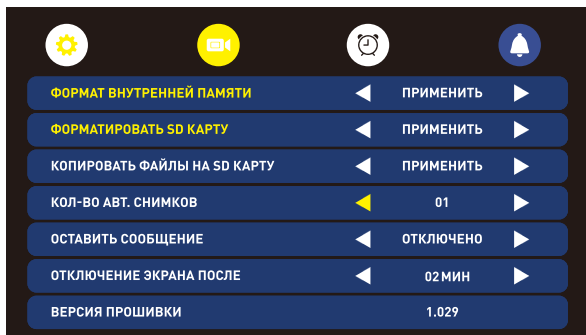 ФОРМАТ ВНУТРЕННЕЙ ПАМЯТИ ПРИМЕНИТЬ
ФОРМАТИРОВАТЬ SD КАРТУ ПРИМЕНИТЬ
КОПИРОВАТЬ ФАЙЛЫ НА SD КАРТУ ПРИМЕНИТЬ
КОЛ-ВО АВТ. СНИМКОВ 01
ОСТАВИТЬ СООБЩЕНИЕ ОТКЛЮЧЕНО
ОТКЛЮЧЕНИЕ ЭКРАНА ПОСЛЕ 02 МИН
ВЕРСИЯ ПРОШИВКИ 1.029